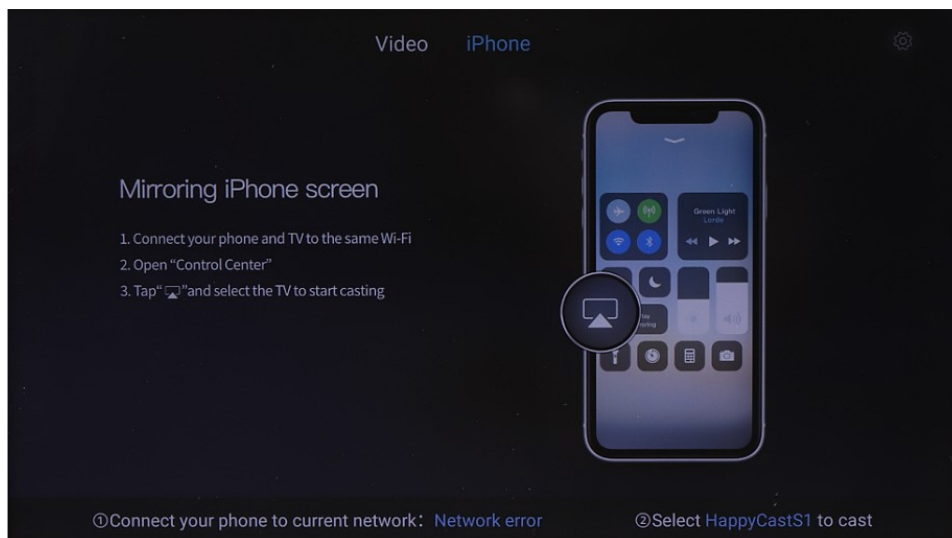 Video iPhone
Mirroring iPhone screen
1. Connect your phone and TV to the same Wi-Fi
2. Open “Control Center”
3. Tap“ ”and select the TV to start casting
Green Light
Lorde
①Connect your phone to current network： Network error
②Select HappyCastS1 to cast